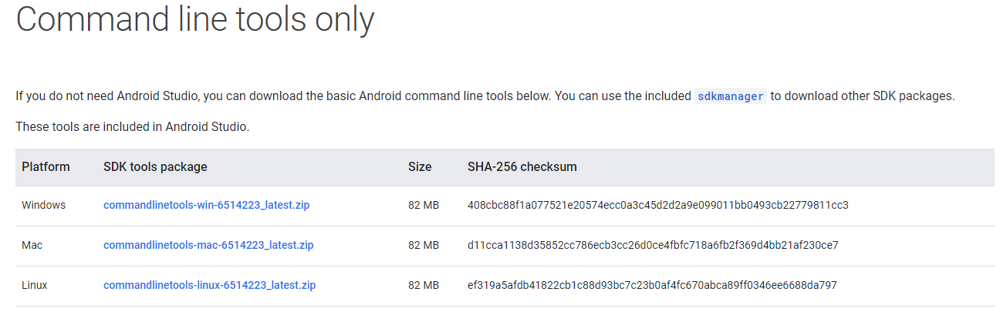 Command line tools only
If you do not need Android Studio, you can download the basic Android command line tools below. You can use the included sdkmanager to download other SDK packages.
These tools are included in Android Studio.
Platform SDK tools package Size SHA-256 checksum
Windows commandlinetools-win-6514223_latest.zip 82 MB 408cbc88f1a077521e20574ecc0a3c45d2d2a9e099011bb0493cb22779811cc3
Mac commandlinetools-mac-6514223_latest.zip 82 MB d11cca1138d35852cc786ecb3cc26d0ce4fbfc718a6fb2f369d4bb21af230ce7
Linux commandlinetools-linux-6514223_latest.zip 82 MB ef319a5afdb41822cb1c88d93bc7c23b0af4fc670abca89ff0346ee6688da797